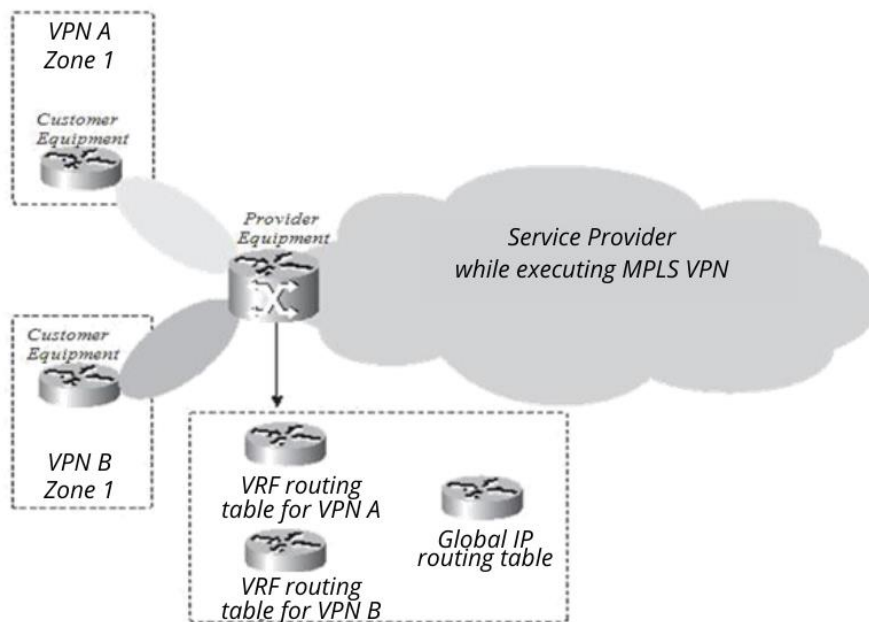 VPN A
Zone 1
Customer
Equipment
Provider
Equipment
Service Provider
while executing MPLS VPN
Customer
Equipment
VPN B
Zone 1
VRF routing
table for VPN A
Global IP
routing table
VRF routing
table for VPN B